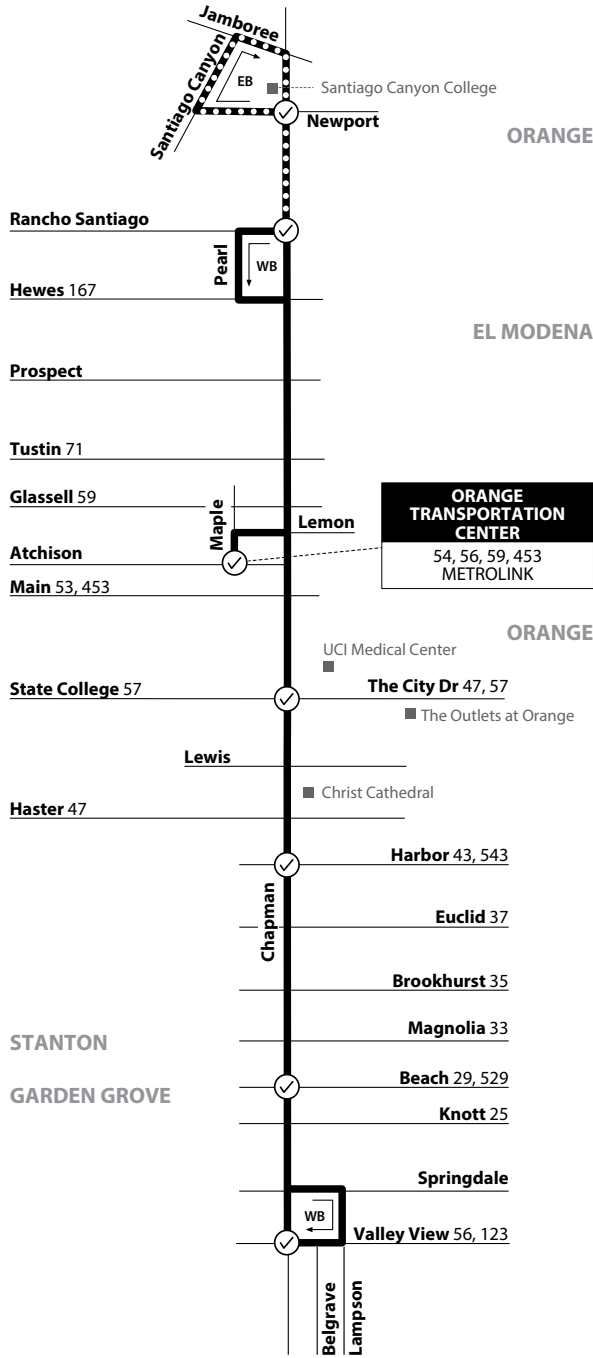 Jamboree
Santiago Canyon
EB
Santiago Canyon College
Newport
ORANGE
Rancho Santiago
Pearl
WB
Hewes 167
EL MODENA
Prospect
Tustin 71
Glassell 59
Maple
Lemon
ORANGE
TRANSPORTATION
CENTER
54, 56, 59, 453
METROLINK
Atchison
Main 53, 453
ORANGE
UCI Medical Center
State College 57
The City Dr 47, 57
The Outlets at Orange
Lewis
Christ Cathedral
Haster 47
Harbor 43, 543
Chapman
Euclid 37
Brookhurst 35
Magnolia 33
STANTON
Beach 29, 529
GARDEN GROVE
Knott 25
Springdale
WB
Valley View 56, 123
Belgrave
Lampson